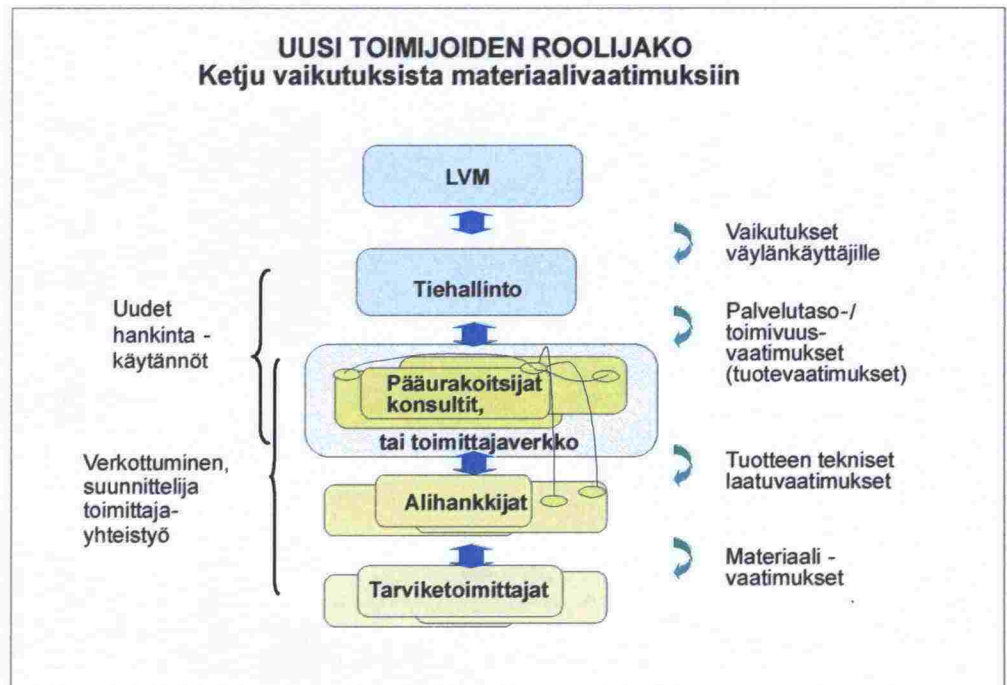 UUSI TOIMIJOIDEN ROOLIJAKO
Ketju vaikutuksista materiaalivaatimuksiin
LVM
Vaikutukset
väylänkäyttäjille
Tiehallinto
Uudet
hankinta -
käytännöt
Palvelutaso-/
toimivuus-
vaatimukset
(tuotevaatimukset)
Pääurakoitsijat
konsultit,
tai toimittajaverkko
Verkottuminen,
suunnittelija
toimittaja-
yhteistyö
Tuotteen tekniset
laatuvaatimukset
Alihankkijat
Materiaali -
vaatimukset
Tarviketoimittajat